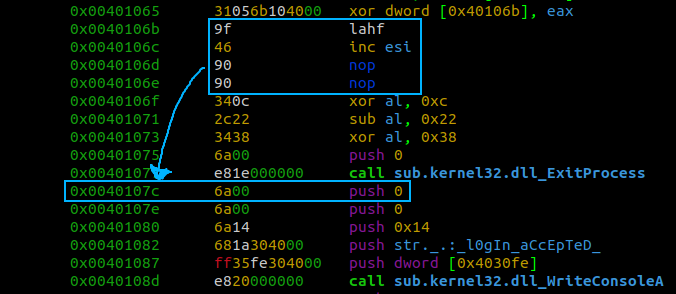 0x00401065 31056b104000 xor dword [0x40106b], eax
0x0040106b 9f lahf
0x0040106c 46 inc esi
0x0040106d 90 nop
0x0040106e 90 nop
0x0040106f 340c xor al, 0xc
0x00401071 2c22 sub al, 0x22
0x00401073 3438 xor al, 0x38
0x00401075 6a00 push 0
0x0040107 e81e000000 call sub.kernel32.dll_ExitProcess
0x0040107c 6a00 push 0
0x0040107e 6a00 push 0
0x00401080 6a14 push 0x14
0x00401082 681a304000 push str._.:_l0gIn_aCcEpTeD_
0x00401087 ff35fe304000 push dword [0x4030fe]
0x0040108d e820000000 call sub.kernel32.dll_WriteConsoleA